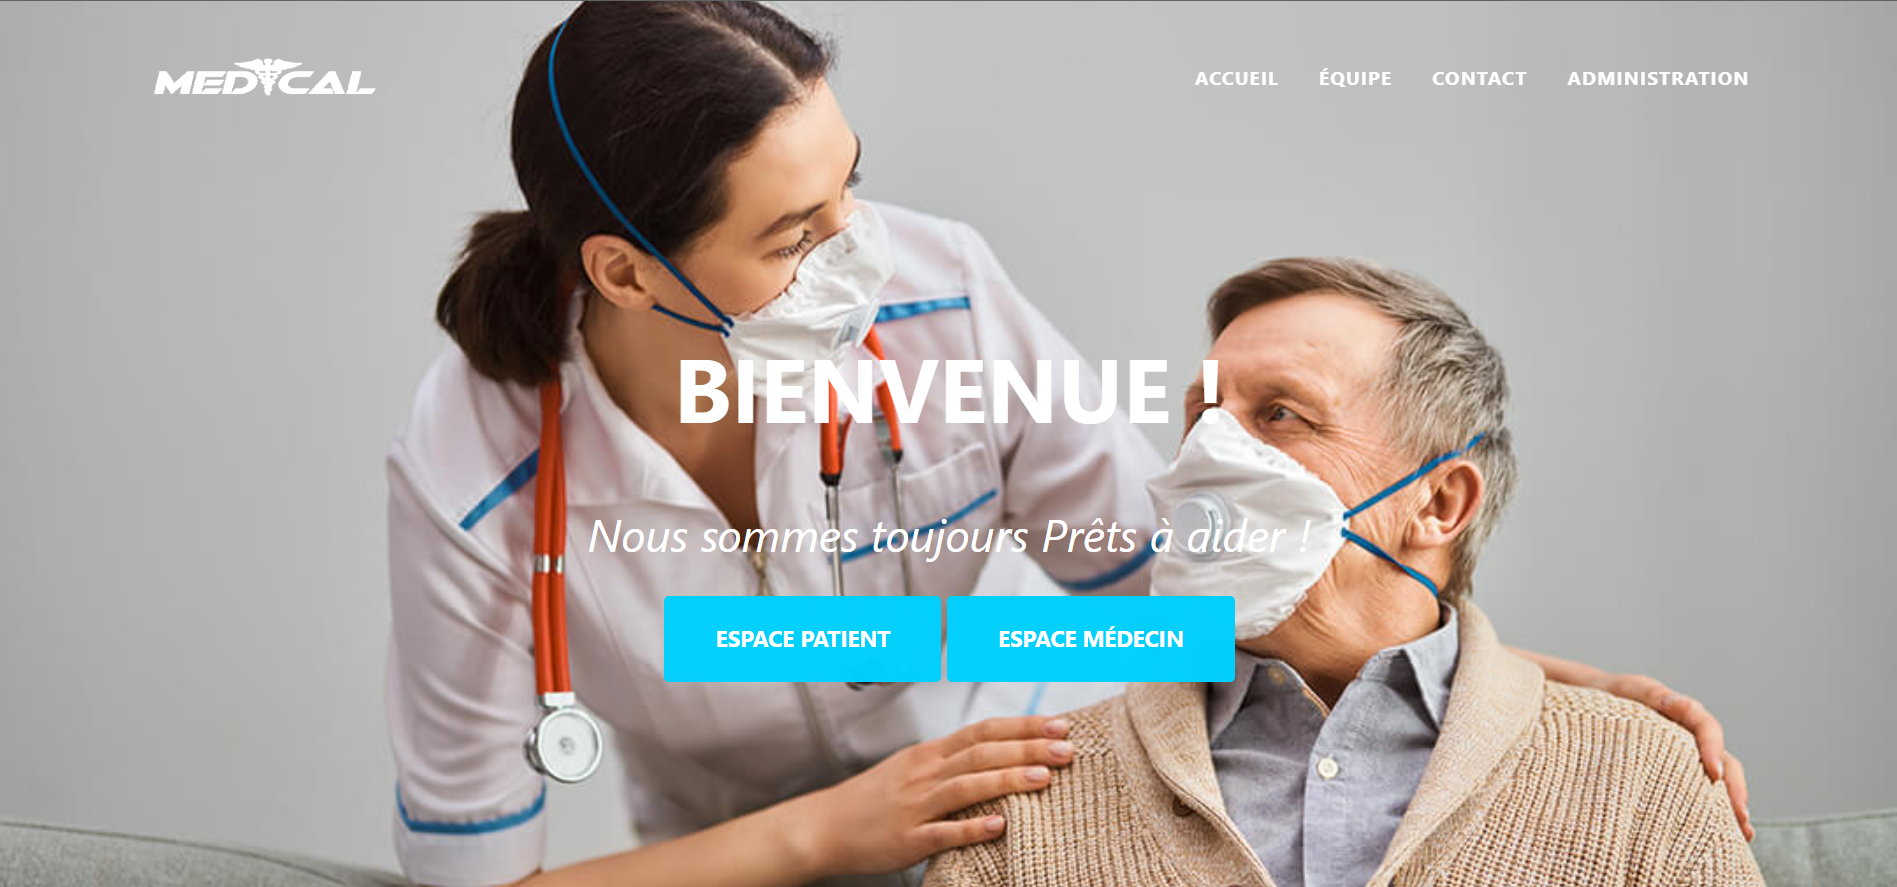 MEDICAL
ACCUEIL ÉQUIPE CONTACT ADMINISTRATION
BIENVENUE !
Nous sommes toujours Prêts à aider !
ESPACE PATIENT ESPACE MÉDECIN